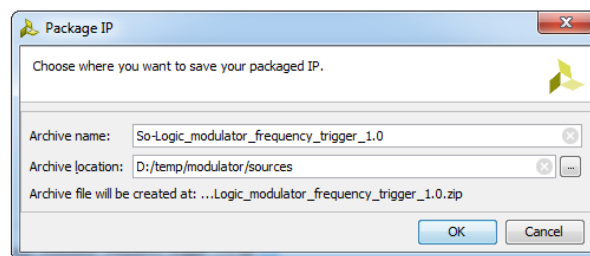 Package IP
Choose where you want to save your packaged IP.
Archive name: So-Logic_modulator_frequency_trigger_1.0
Archive location: D:/temp/modulator/sources ...
Archive file will be created at: ...Logic_modulator_frequency_trigger_1.0.zip
OK Cancel